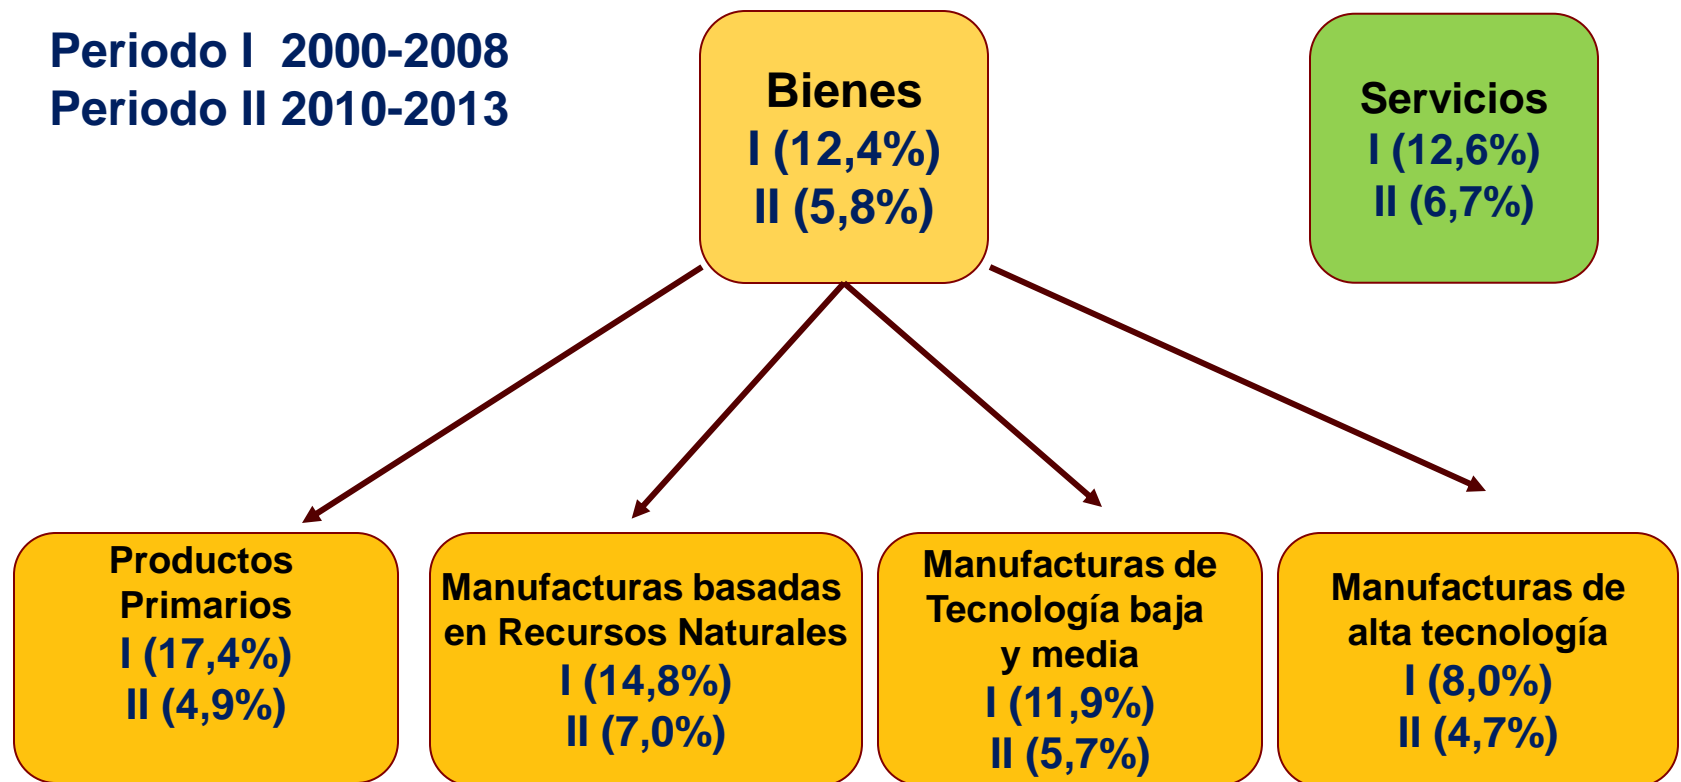 Periodo I 2000-2008
Periodo II 2010-2013
Bienes
I (12,4%)
II (5,8%)
Servicios
I (12,6%)
II (6,7%)
Productos
Primarios
I (17,4%)
II (4,9%)
Manufacturas basadas
en Recursos Naturales
I (14,8%)
II (7,0%)
Manufacturas de
Tecnología baja
y media
I (11,9%)
II (5,7%)
Manufacturas de
alta tecnología
I (8,0%)
II (4,7%)